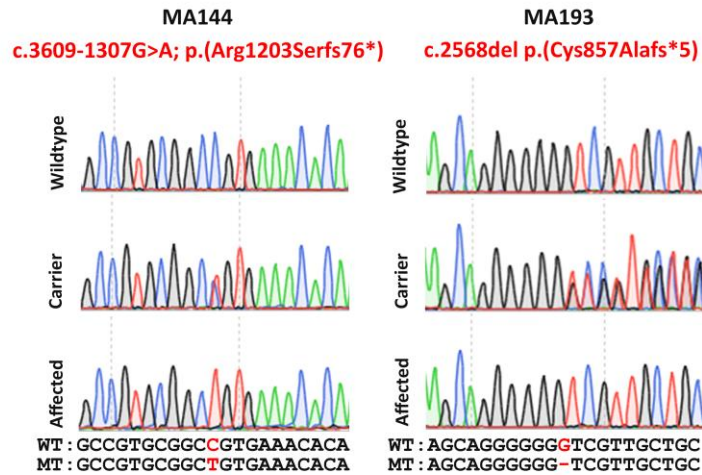 MA144
c.3609-1307G>A; p.(Arg1203Serfs76*)
Wildtype
Carrier
Affected
WT:GCCGTGCGGCCGTGAAACACA
MT:GCCGTGCGGCTGTGAAACACA
MA193
c.2568del p.(Cys857Alafs*5)
Wildtype
Carrier
Affected
WT:AGCAGGGGGGGTCGTTGCTGC
MT:AGCAGGGGGG-TCGTTGCTGC